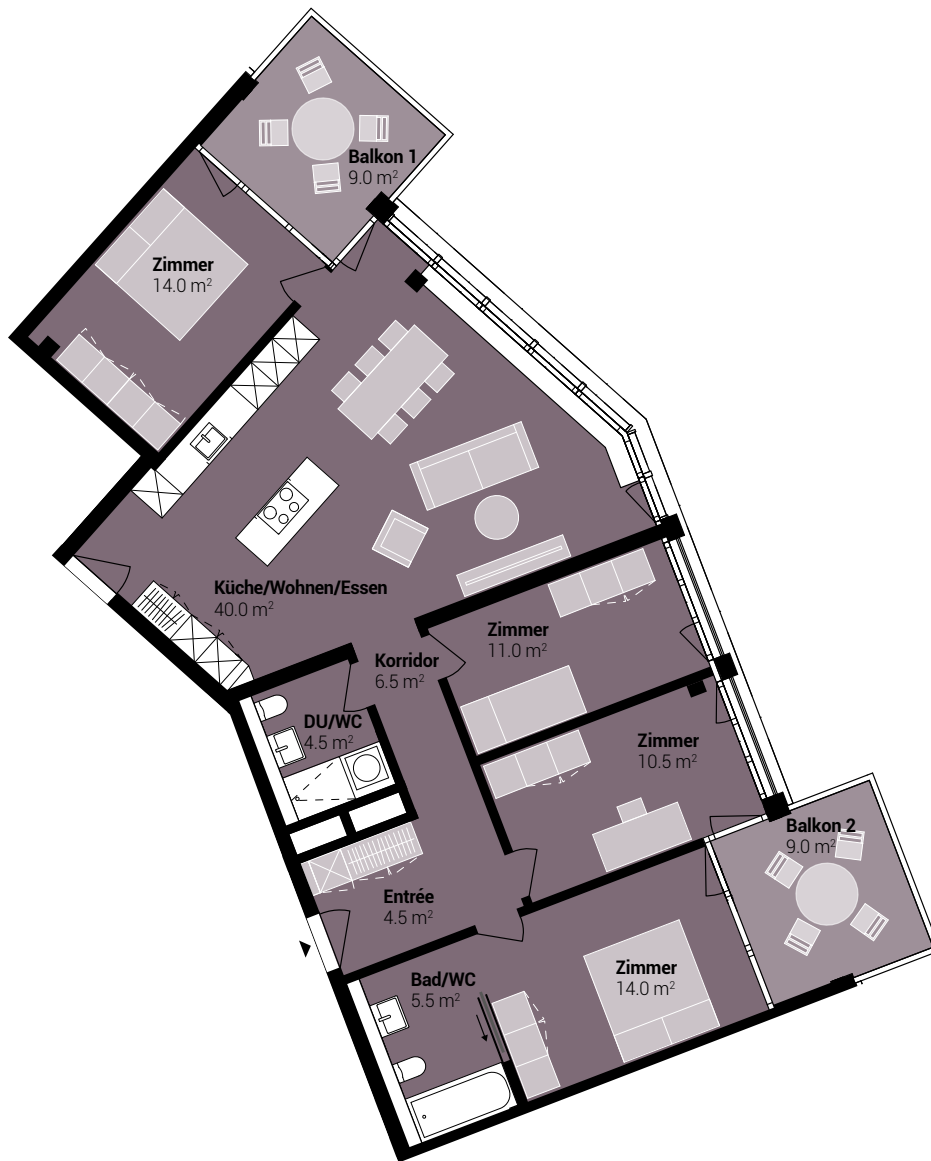 Balkon 1
9.0 m²
Zimmer
14.0 m²
Küche/Wohnen/Essen
40.0 m²
Zimmer
11.0 m²
Korridor
6.5 m²
DU/WC
4.5 m²
Zimmer
10.5 m²
Balkon 2
9.0 m²
Entrée
4.5 m²
Zimmer
14.0 m²
Bad/WC
5.5 m²